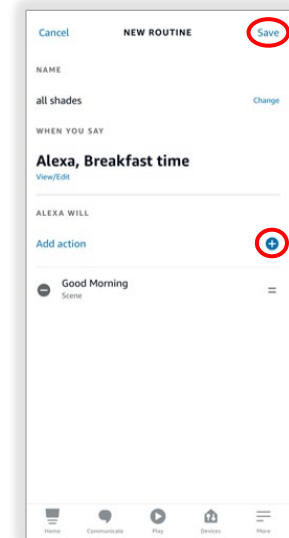 Cancel NEW ROUTINE Save
NAME
all shades Change
WHEN YOU SAY
Alexa, Breakfast time
View/Edit
ALEXA WILL
Add action
Good Morning
Scene
Home Communicate Play Devices More